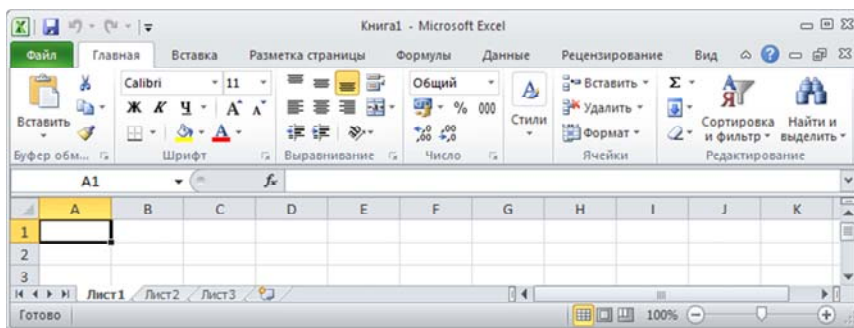 Книга1 - Microsoft Excel
Файл Главная Вставка Разметка страницы Формулы Данные Рецензирование Вид
Calibri 11 Общий Вставить Σ
Ж К Ч А А % 000 Удалить
Вставить Стили Формат Сортировка и фильтр Найти и выделить
Буфер обм... Шрифт Выравнивание Число Ячейки Редактирование
A1 fx
A B C D E F G H I J K
1
2
3
Лист1 Лист2 Лист3
Готово 100%